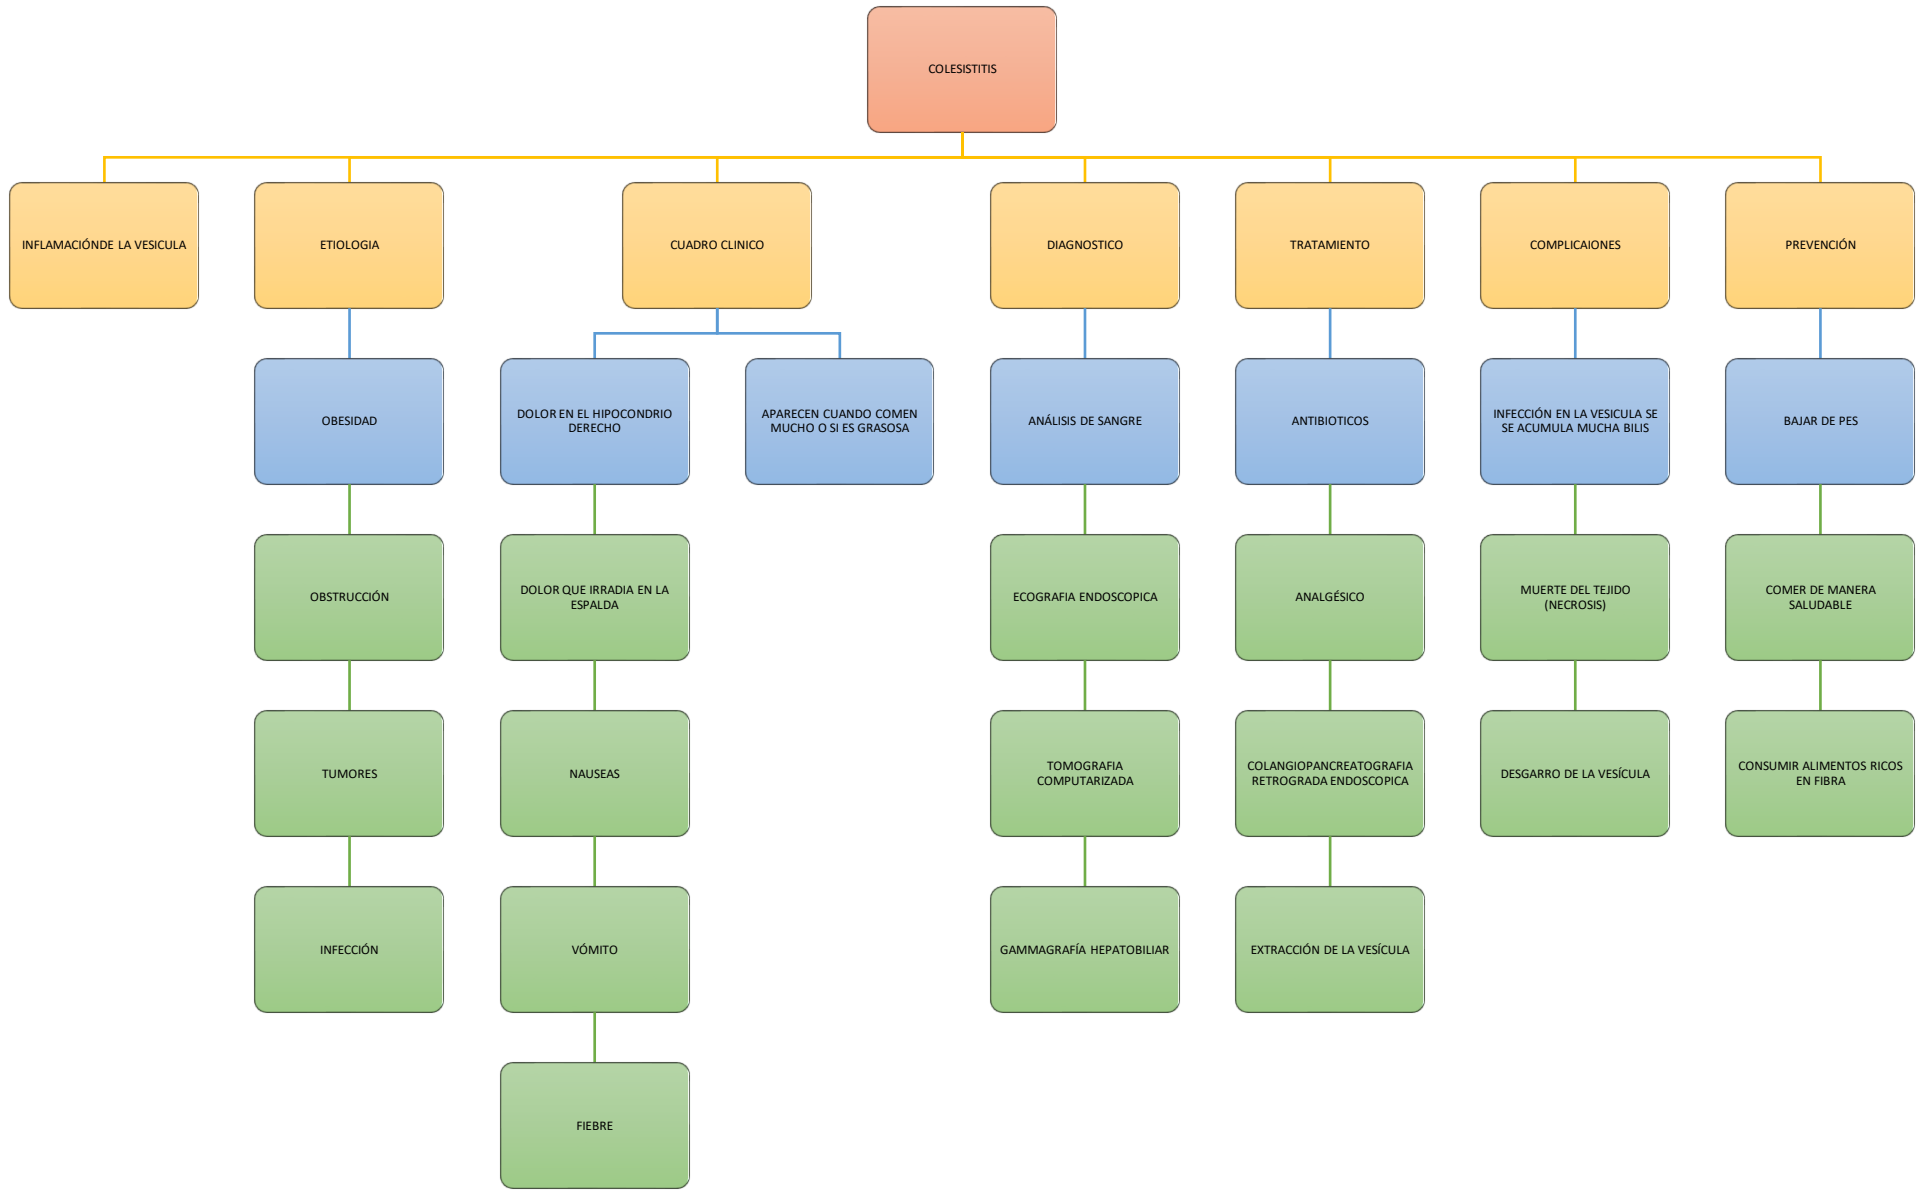 COLESISTITIS
INFLAMACIÓNDE LA VESICULA
ETIOLOGIA
CUADRO CLINICO
DIAGNOSTICO
TRATAMIENTO
COMPLICAIONES
PREVENCIÓN
OBESIDAD
DOLOR EN EL HIPOCONDRIO
DERECHO
APARECEN CUANDO COMEN
MUCHO O SI ES GRASOSA
ANÁLISIS DE SANGRE
ANTIBIOTICOS
INFECCIÓN EN LA VESICULA SE
SE ACUMULA MUCHA BILIS
BAJAR DE PES
OBSTRUCCIÓN
DOLOR QUE IRRADIA EN LA
ESPALDA
ECOGRAFIA ENDOSCOPICA
ANALGÉSICO
MUERTE DEL TEJIDO
(NECROSIS)
COMER DE MANERA
SALUDABLE
TUMORES
NAUSEAS
TOMOGRAFIA
COMPUTARIZADA
COLANGIOPANCREATOGRAFIA
RETROGRADA ENDOSCOPICA
DESGARRO DE LA VESÍCULA
CONSUMIR ALIMENTOS RICOS
EN FIBRA
INFECCIÓN
VÓMITO
GAMMAGRAFÍA HEPATOBILIAR
EXTRACCIÓN DE LA VESÍCULA
FIEBRE